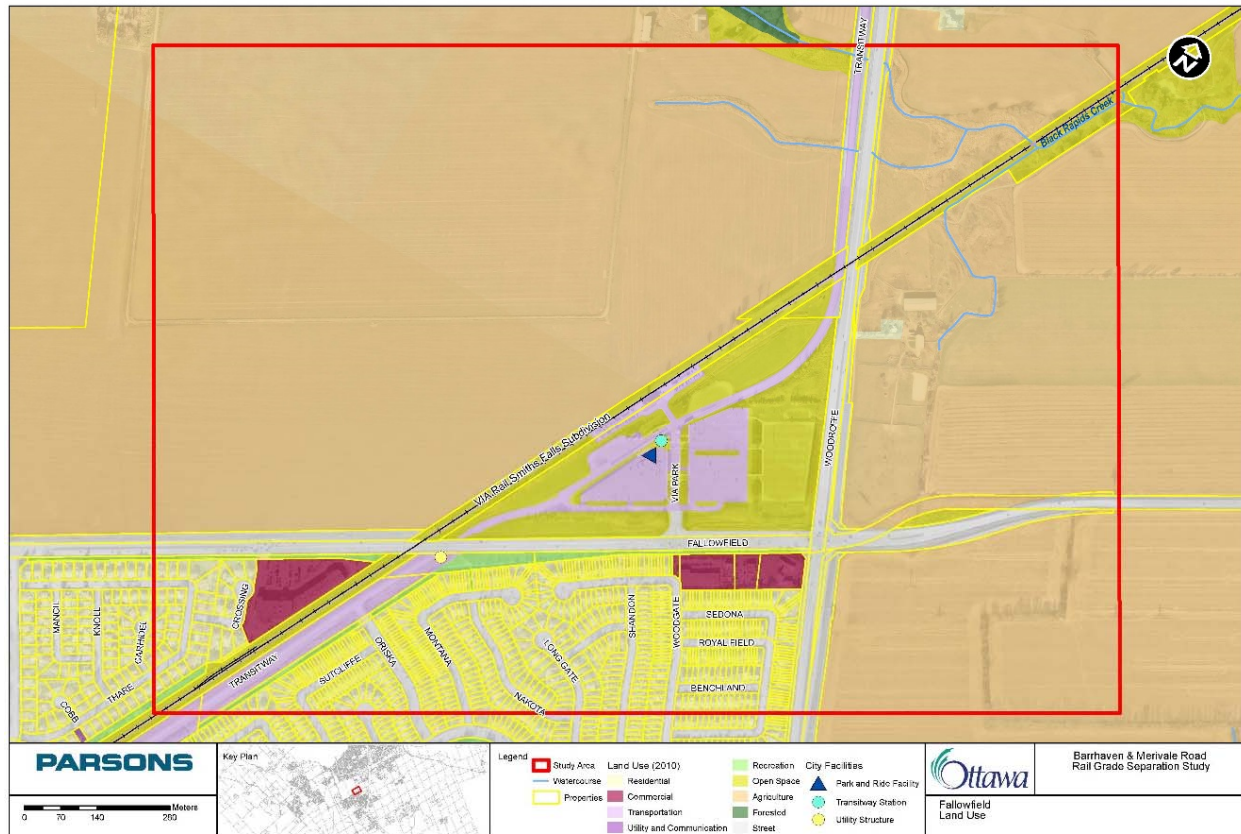 TRANSITWAY
N
Black Rapids Creek
WOODROFFE
VIA Rail Smiths Falls Subdivision
VIA PARK
FALLOWFIELD
CROSSING
MANCIL
KNOLL
THARE
COBB
TRANSITWAY
SUTCLIFFE
ORISKA
MONTANA
NAKOTA
LONG GATE
SHANDON
WOODGATE
SEDONA
ROYAL FIELD
BENCHLAND
PARSONS
0 70 140 280 Meters
Key Plan
Legend
Study Area
Watercourse
Properties
Land Use (2010)
Residential
Commercial
Transportation
Utility and Communication
Recreation
Open Space
Agriculture
Forested
Street
City Facilities
Park and Ride Facility
Transitway Station
Utility Structure
Ottawa
Barrhaven & Merivale Road
Rail Grade Separation Study
Fallowfield
Land Use